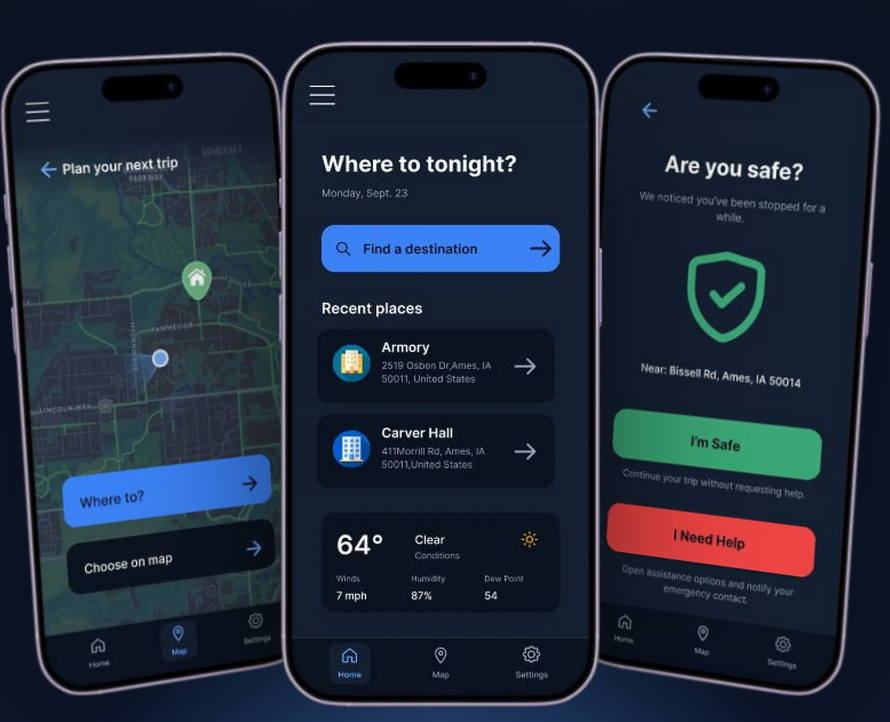 Plan your next trip
SOMERSET
PARKWAY
LINCOLN WAY
Where to?
Choose on map
Home
Map
Settings
Where to tonight?
Monday, Sept. 23
Find a destination
Recent places
Armory
2519 Osbon Dr,Ames, IA
50011, United States
Carver Hall
411Morrill Rd, Ames, IA
50011,United States
64°
Clear
Conditions
Winds
Humidity
Dew Point
7 mph
87%
54
Home
Map
Settings
Are you safe?
We noticed you've been stopped for a
while.
Near: Bissell Rd, Ames, IA 50014
I'm Safe
Continue your trip without requesting help.
I Need Help
Open assistance options and notify your
emergency contact.
Home
Map
Settings